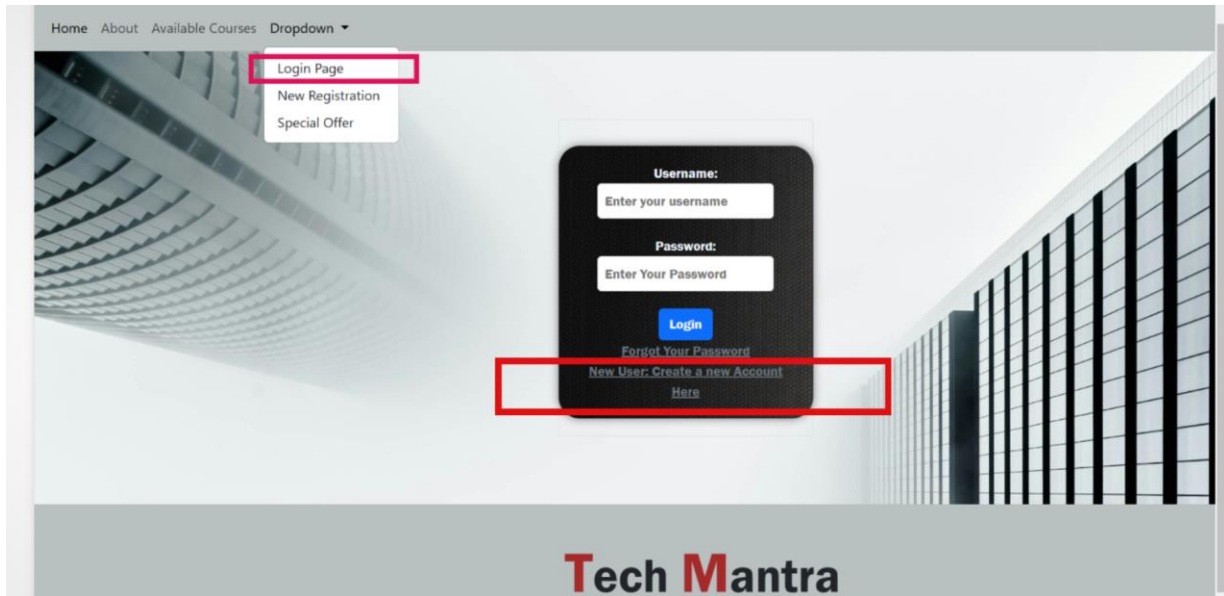 Home About Available Courses Dropdown
Login Page
New Registration
Special Offer
Username:
Enter your username
Password:
Enter Your Password
Login
Forgot Your Password
New User: Create a new Account
Here
Tech Mantra